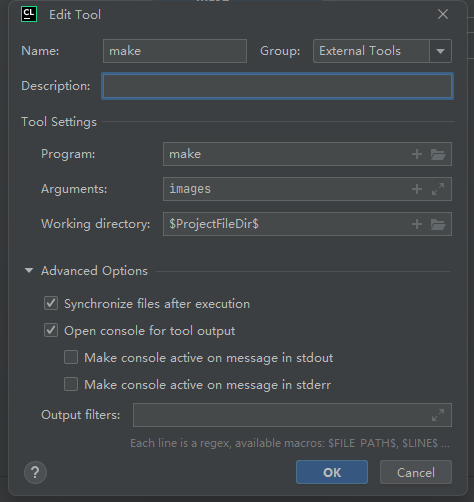 CL Edit Tool
Name: make Group: External Tools
Description:
Tool Settings
Program: make
Arguments: images
Working directory: $ProjectFileDir$
Advanced Options
Synchronize files after execution
Open console for tool output
Make console active on message in stdout
Make console active on message in stderr
Output filters:
Each line is a regex, available macros: $FILE_PATH$, $LINE$ ...
? OK Cancel